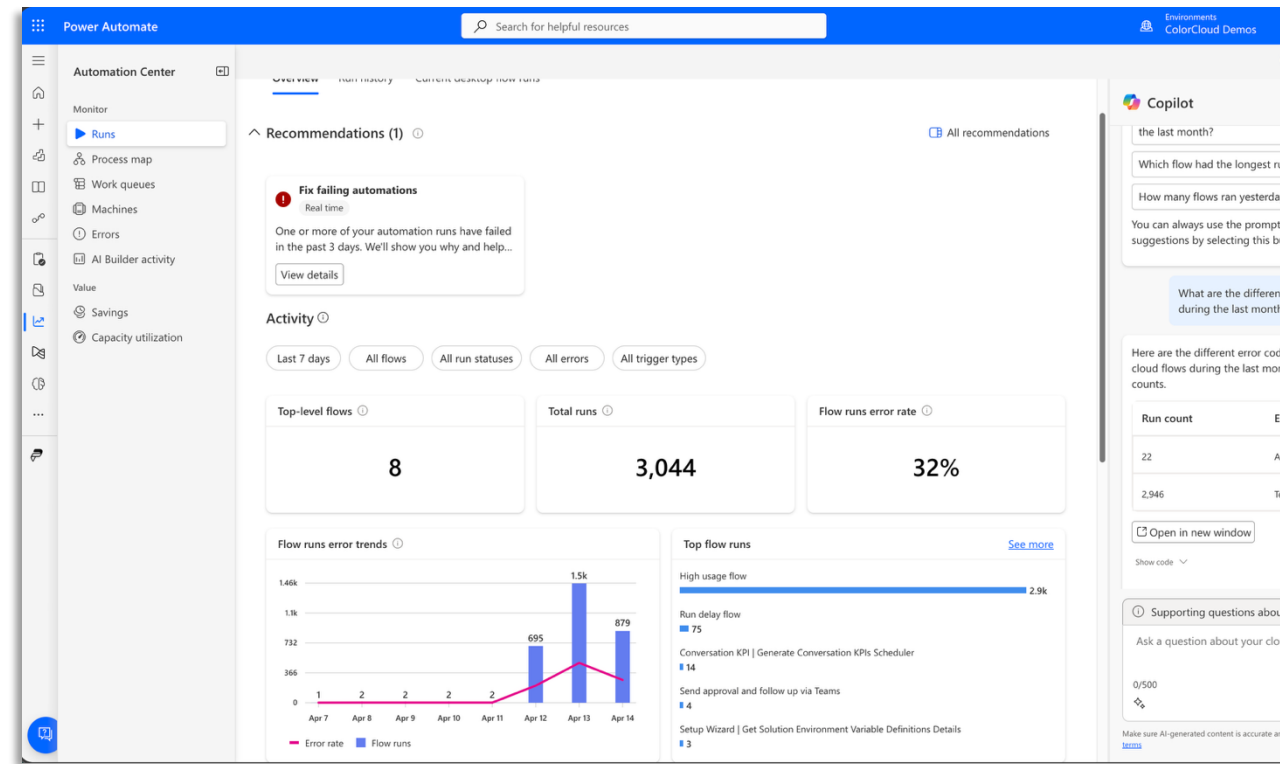 Power Automate
Search for helpful resources
Environments
ColorCloud Demos
Automation Center
Monitor
Runs
Process map
Work queues
Machines
Errors
AI Builder activity
Value
Savings
Capacity utilization
Overview Run history Current desktop flow runs
Recommendations (1)
All recommendations
Fix failing automations
Real time
One or more of your automation runs have failed
in the past 3 days. We'll show you why and help...
View details
Activity
Last 7 days All flows All run statuses All errors All trigger types
Top-level flows
8
Total runs
3,044
Flow runs error rate
32%
Flow runs error trends
1.46k
1.1k
732
366
0
1 2 2 2 2 695 1.5k 879
Apr 7 Apr 8 Apr 9 Apr 10 Apr 11 Apr 12 Apr 13 Apr 14
Error rate Flow runs
Top flow runs
See more
High usage flow
2.9k
Run delay flow
75
Conversation KPI | Generate Conversation KPIs Scheduler
14
Send approval and follow up via Teams
4
Setup Wizard | Get Solution Environment Variable Definitions Details
3
Copilot
the last month?
Which flow had the longest
How many flows ran
You can always use the prompt
suggestions by selecting this
What are the
during the last
Here are the different error
cloud flows during the last
counts.
Run count
22
2,946
Open in new window
Show code
Supporting questions
Ask a question about your
0/500
Make sure AI-generated content is accurate
terms